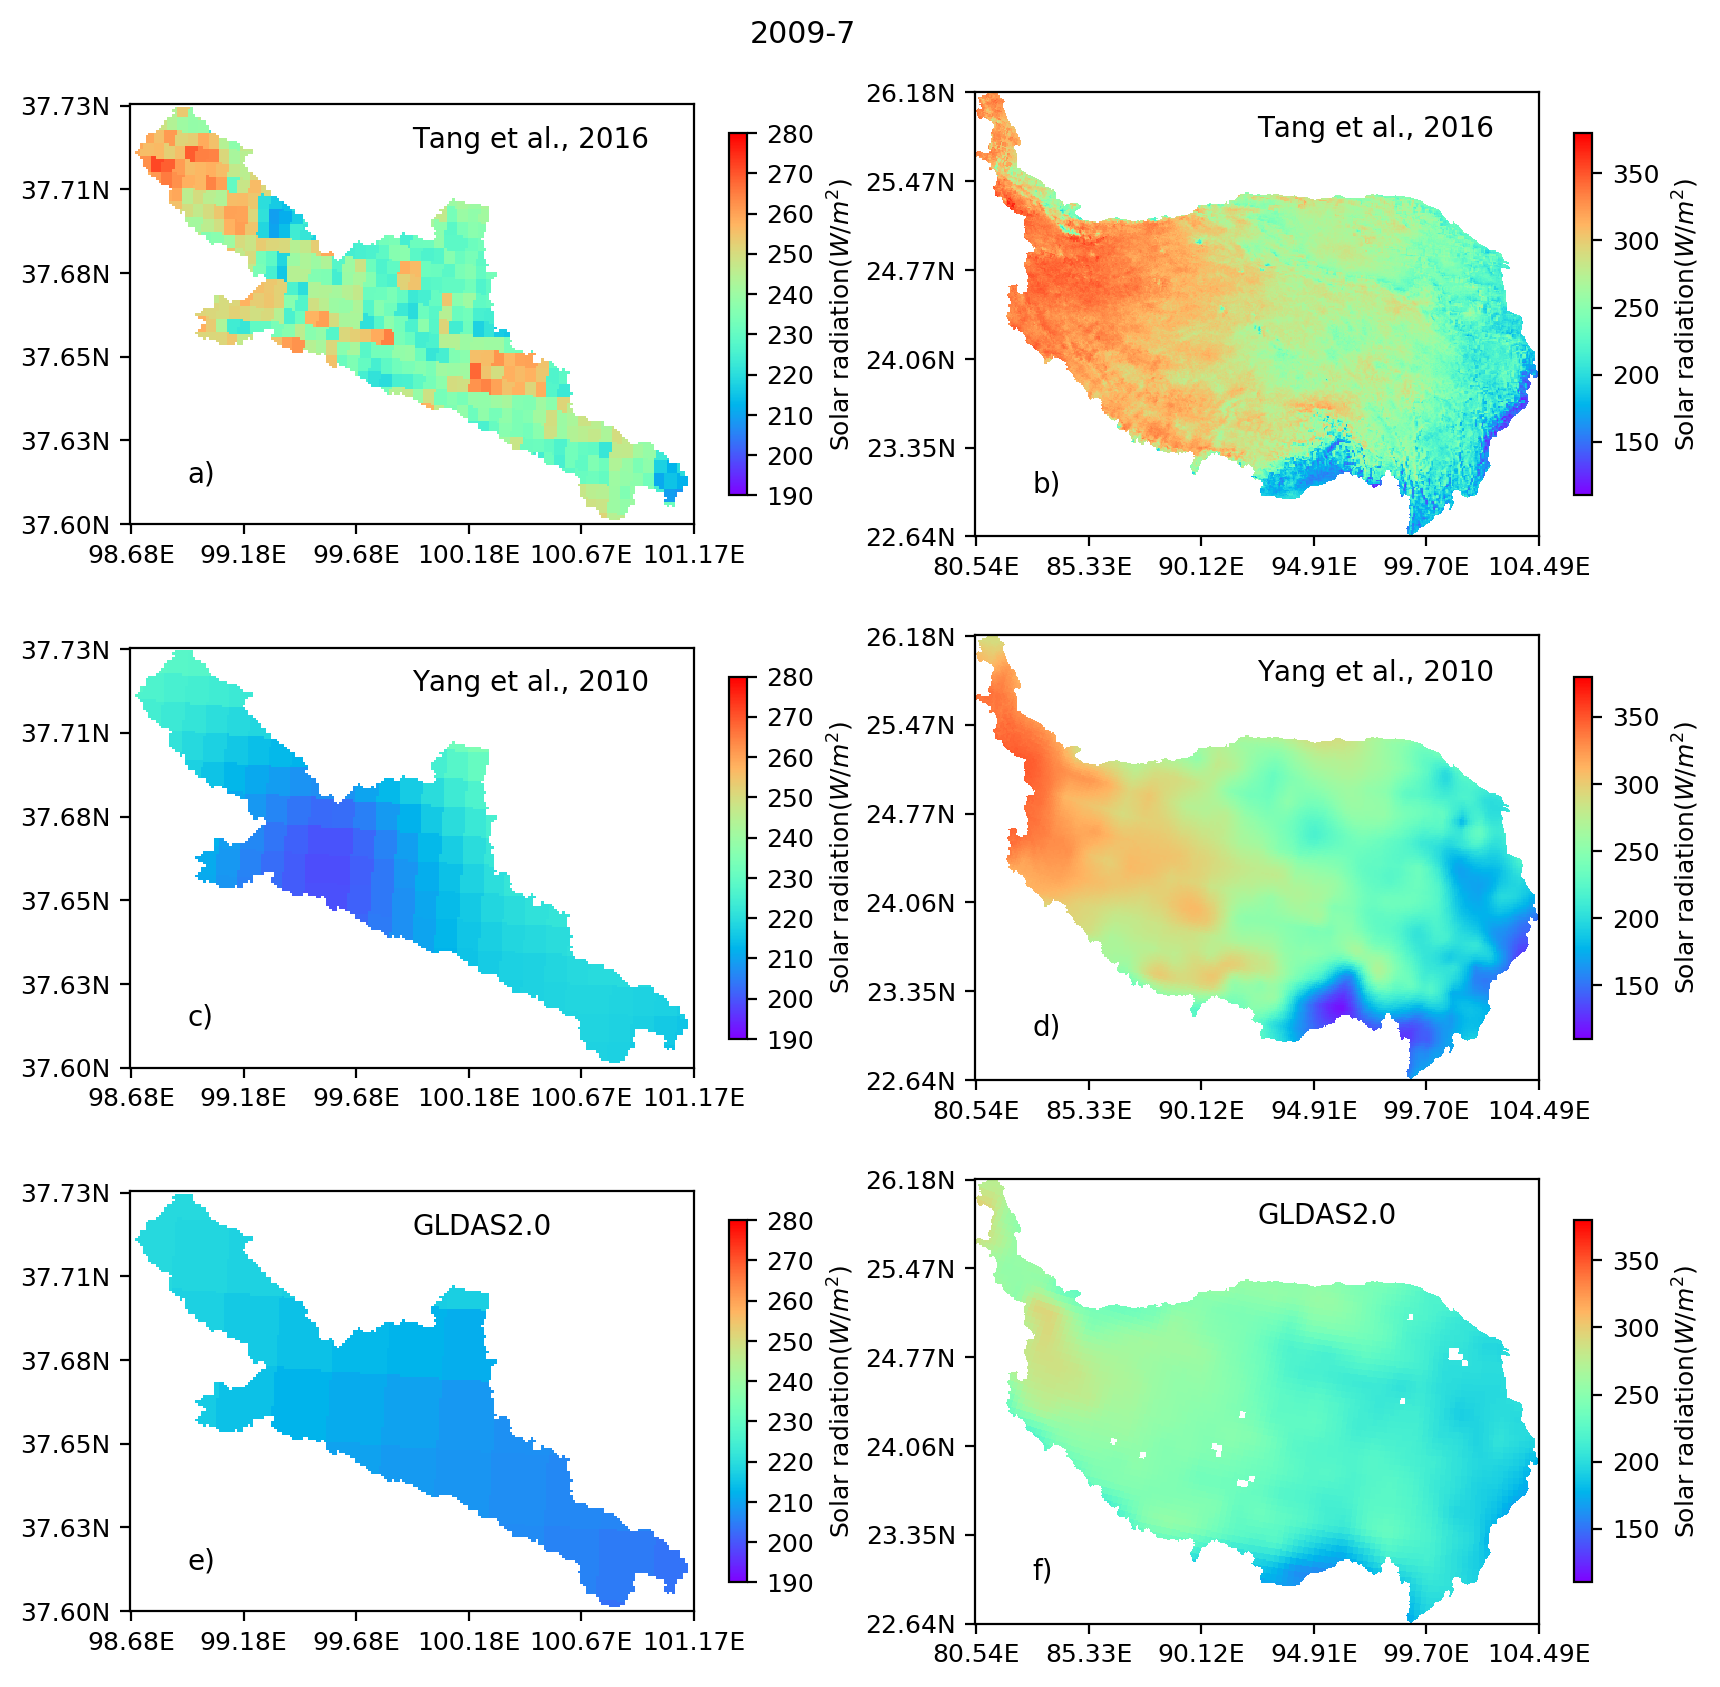 2009-7
37.73N
37.71N
37.68N
37.65N
37.63N
37.60N
98.68E 99.18E 99.68E 100.18E 100.67E 101.17E
Tang et al., 2016
a)
280
270
260
250
240
230
220
210
200
190
Solar radiation(W/m²)
26.18N
25.47N
24.77N
24.06N
23.35N
22.64N
80.54E 85.33E 90.12E 94.91E 99.70E 104.49E
Tang et al., 2016
b)
350
300
250
200
150
Solar radiation(W/m²)
37.73N
37.71N
37.68N
37.65N
37.63N
37.60N
98.68E 99.18E 99.68E 100.18E 100.67E 101.17E
Yang et al., 2010
c)
280
270
260
250
240
230
220
210
200
190
Solar radiation(W/m²)
26.18N
25.47N
24.77N
24.06N
23.35N
22.64N
80.54E 85.33E 90.12E 94.91E 99.70E 104.49E
Yang et al., 2010
d)
350
300
250
200
150
Solar radiation(W/m²)
37.73N
37.71N
37.68N
37.65N
37.63N
37.60N
98.68E 99.18E 99.68E 100.18E 100.67E 101.17E
GLDAS2.0
e)
280
270
260
250
240
230
220
210
200
190
Solar radiation(W/m²)
26.18N
25.47N
24.77N
24.06N
23.35N
22.64N
80.54E 85.33E 90.12E 94.91E 99.70E 104.49E
GLDAS2.0
f)
350
300
250
200
150
Solar radiation(W/m²)